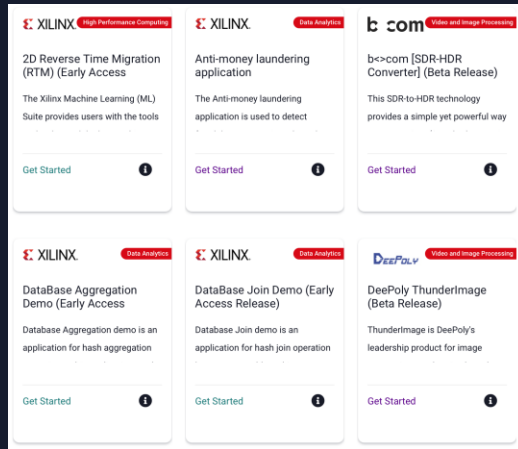 XILINX High Performance Computing
2D Reverse Time Migration
(RTM) (Early Access
The Xilinx Machine Learning (ML)
Suite provides users with the tools
Get Started
XILINX Data Analytics
Anti-money laundering
application
The Anti-money laundering
application is used to detect
Get Started
b<>com Video and Image Processing
b<>com [SDR-HDR
Converter] (Beta Release)
This SDR-to-HDR technology
provides a simple yet powerful way
Get Started
XILINX Data Analytics
DataBase Aggregation
Demo (Early Access
Database Aggregation demo is an
application for hash aggregation
Get Started
XILINX Data Analytics
DataBase Join Demo (Early
Access Release)
Database Join demo is an
application for hash join operation
Get Started
DEEPOLY Video and Image Processing
DeePoly ThunderImage
(Beta Release)
ThunderImage is DeePoly's
leadership product for image
Get Started